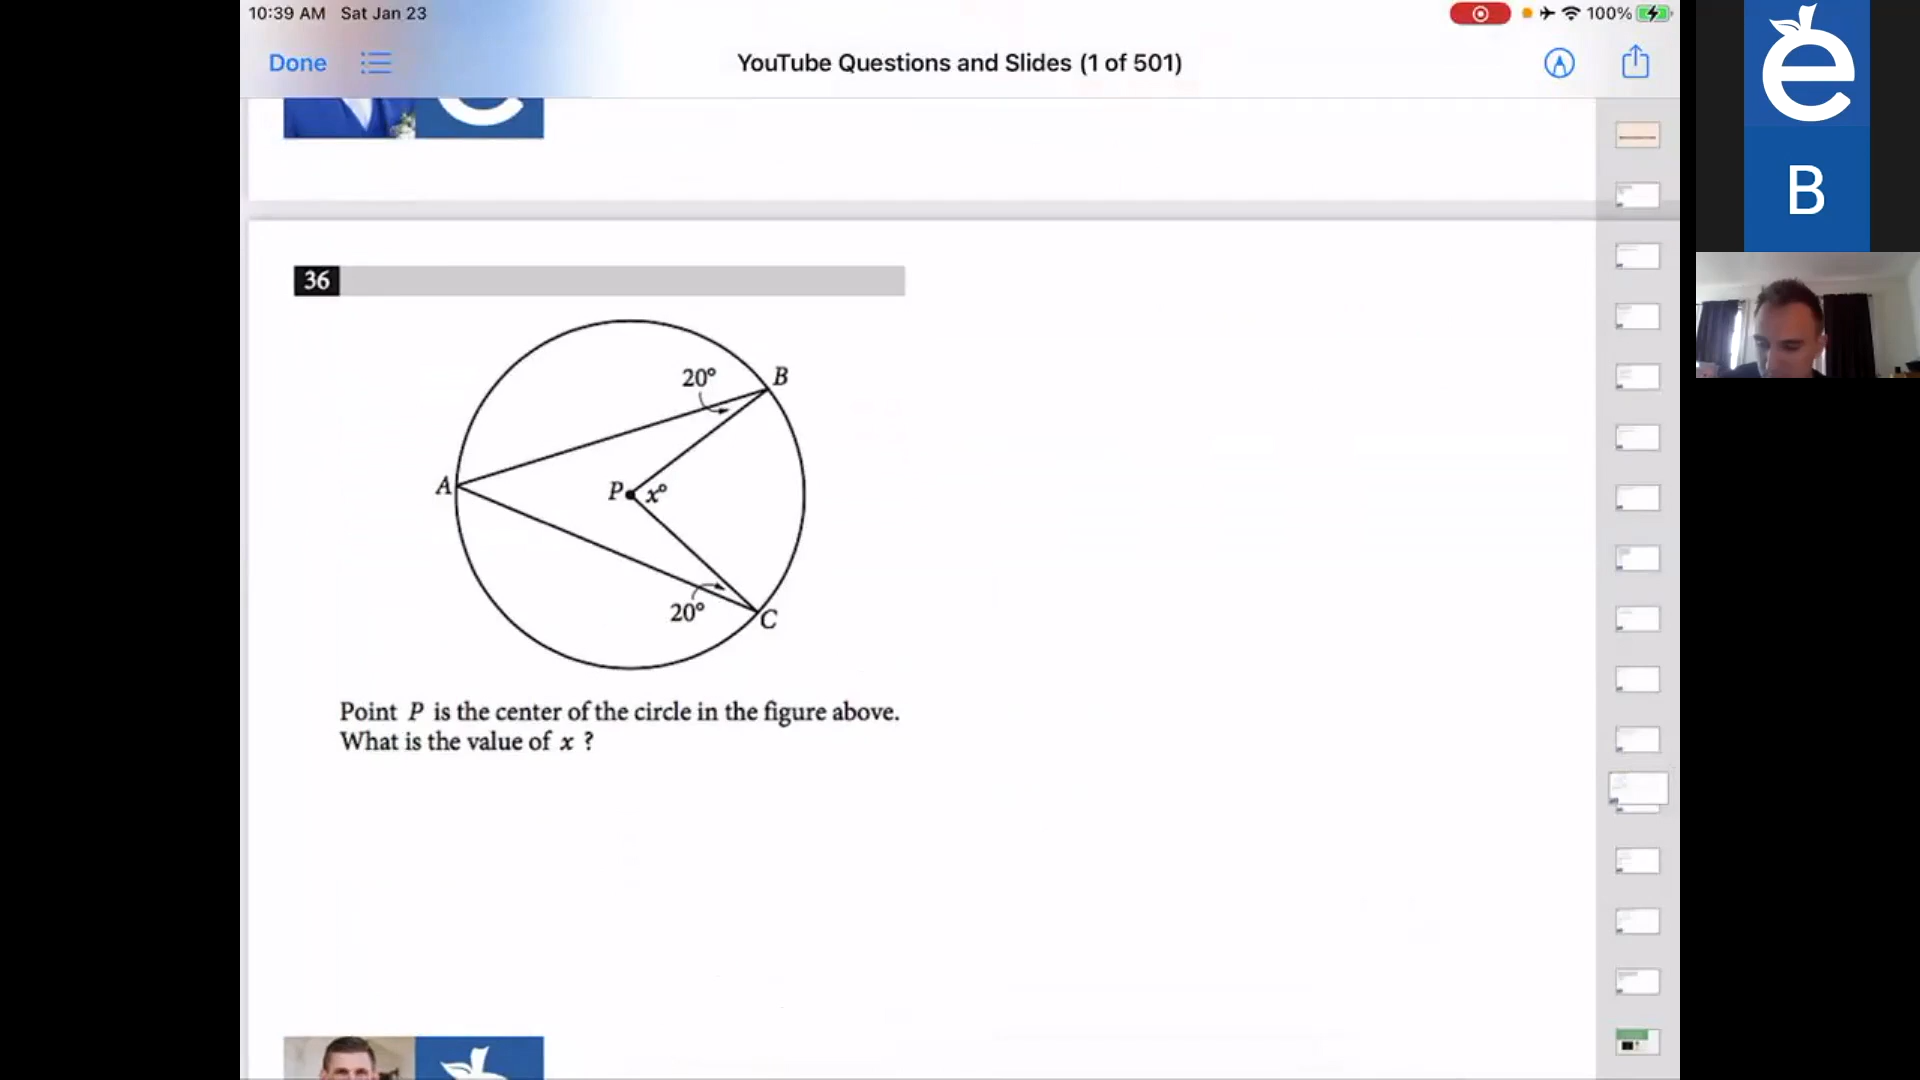 10:39 AM Sat Jan 23
100%
Done
YouTube Questions and Slides (1 of 501)
e
B
36
20°
B
A
P
x°
20°
C
Point P is the center of the circle in the figure above.
What is the value of x ?